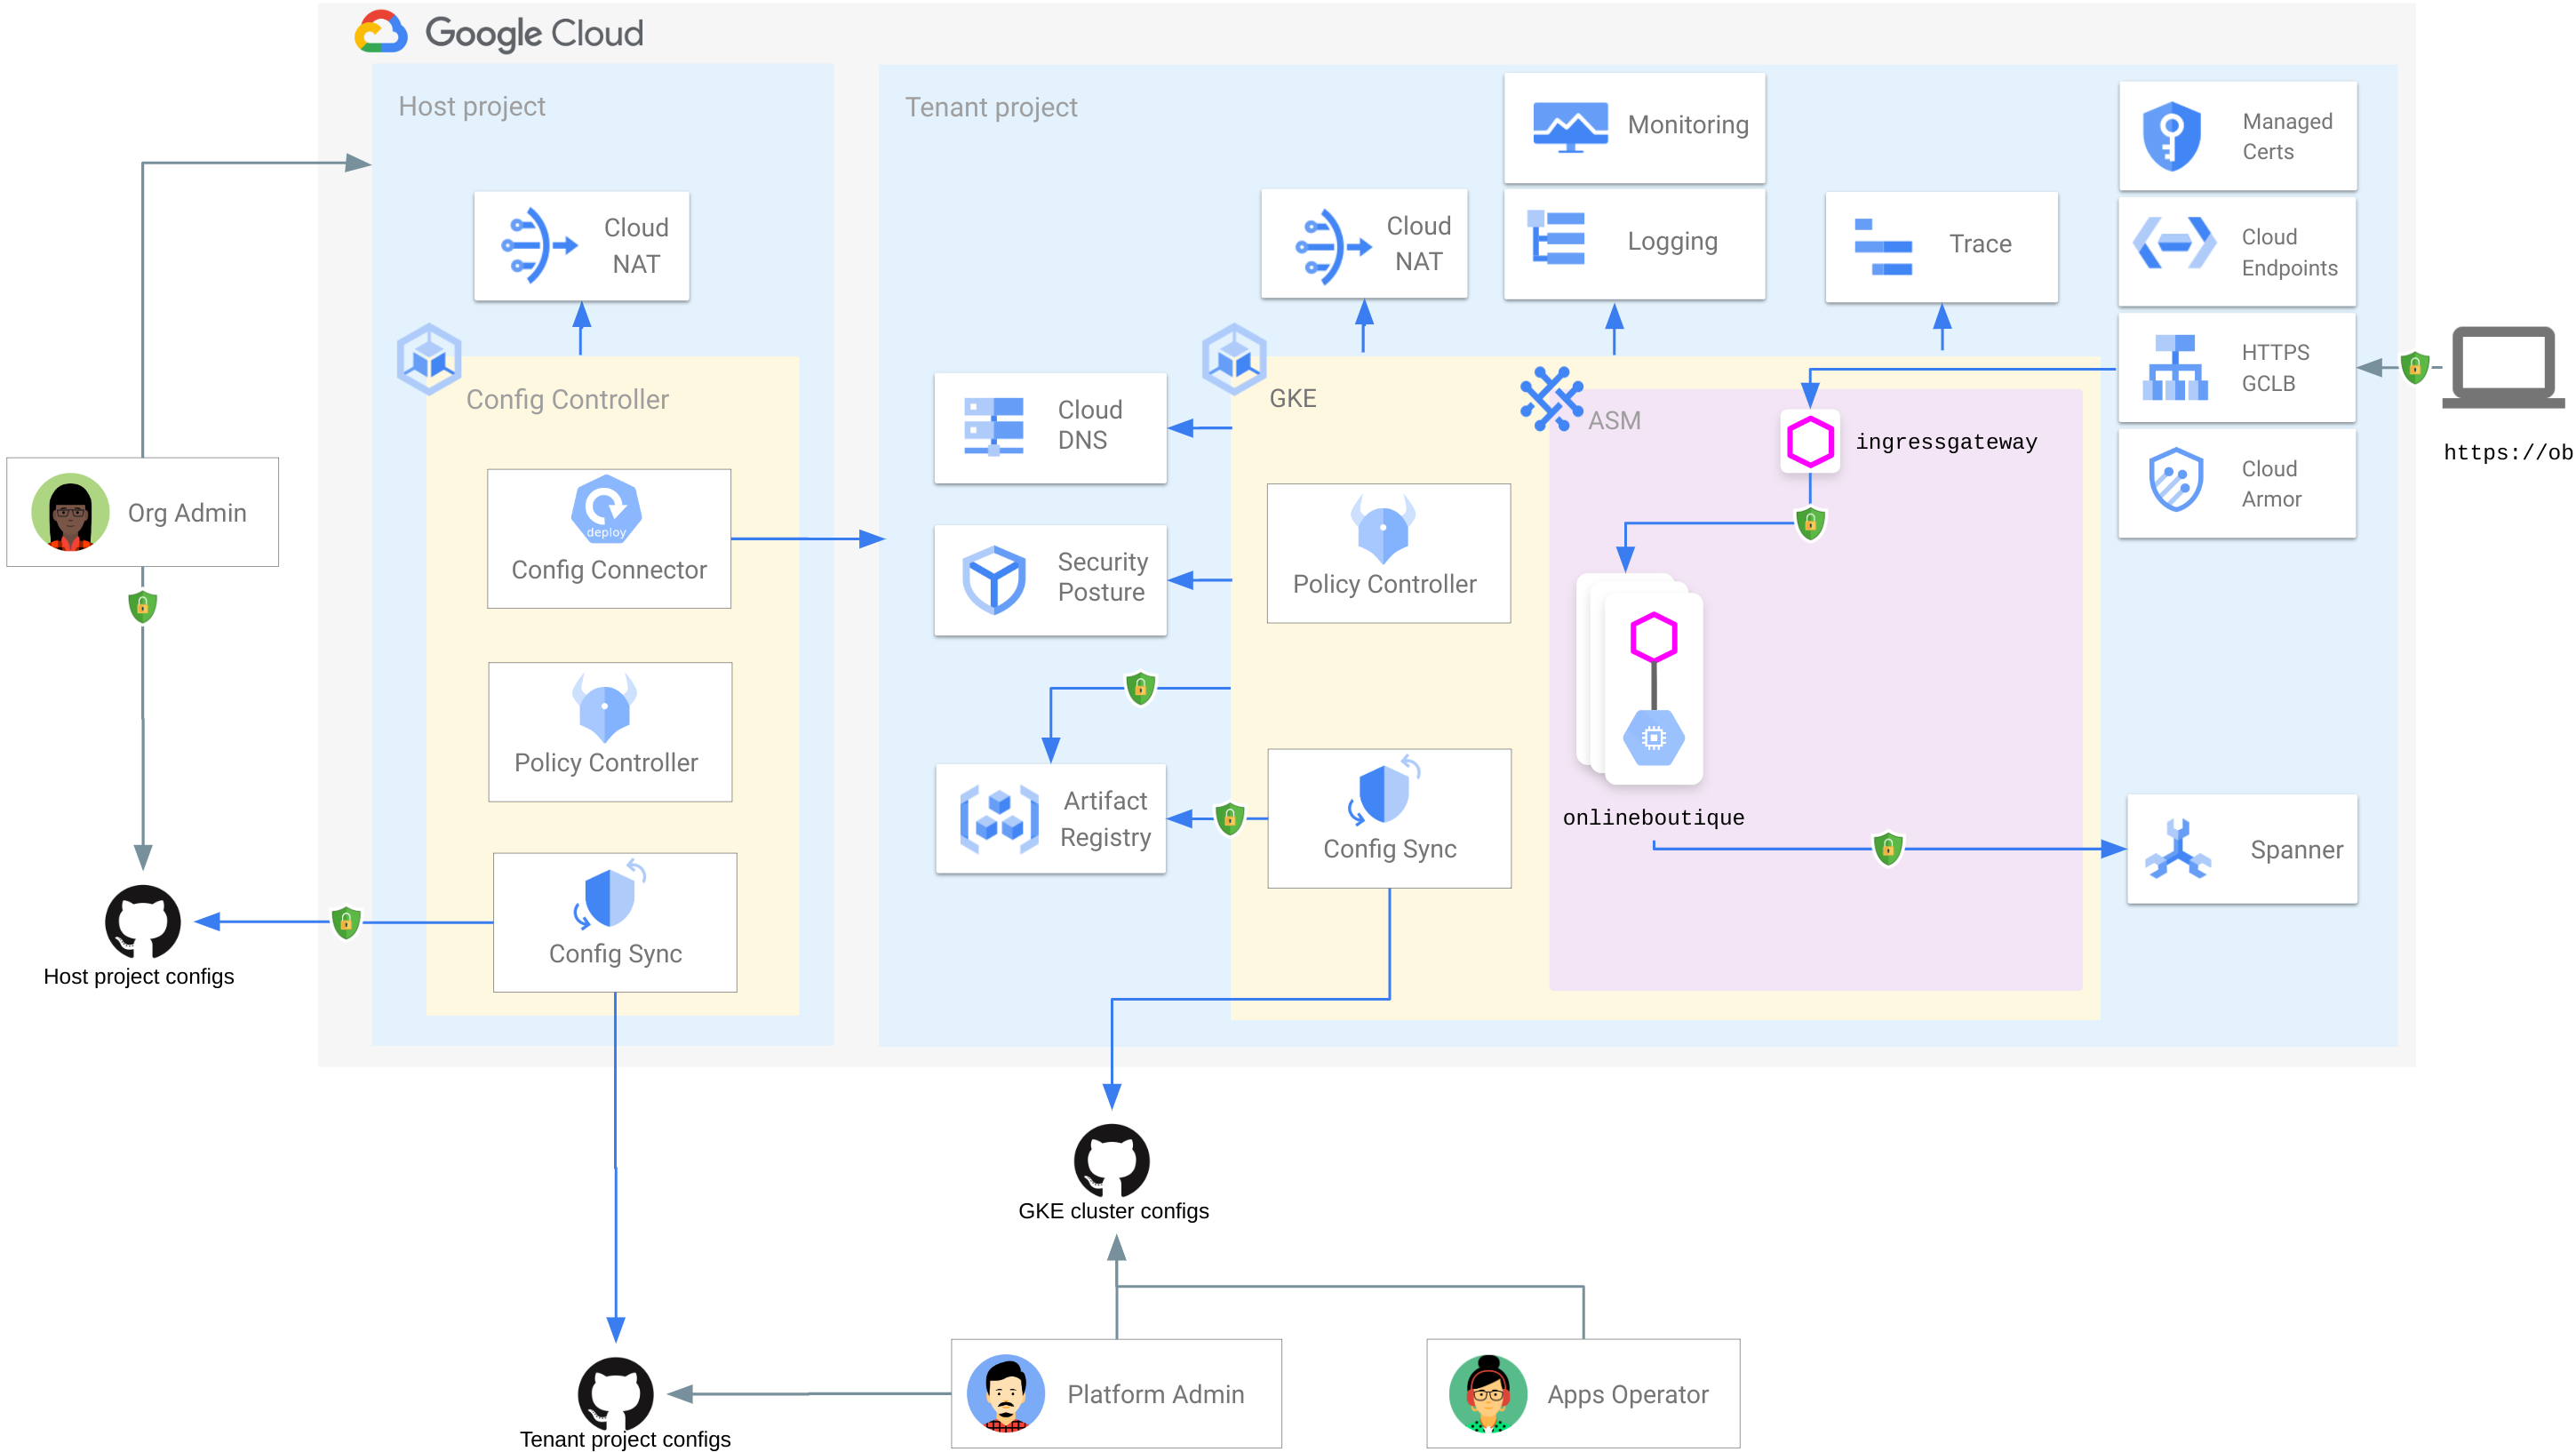 Google Cloud
Host project
Tenant project
Monitoring
Managed
Certs
Cloud
NAT
Cloud
NAT
Logging
Trace
Cloud
Endpoints
Config Controller
GKE
ASM
Cloud
DNS
ingressgateway
HTTPS
GCLB
https://ob
Cloud
Armor
Org Admin
deploy
Config Connector
Security
Posture
Policy Controller
Policy Controller
Artifact
Registry
Config Sync
onlineboutique
Spanner
Config Sync
Host project configs
GKE cluster configs
Platform Admin
Apps Operator
Tenant project configs